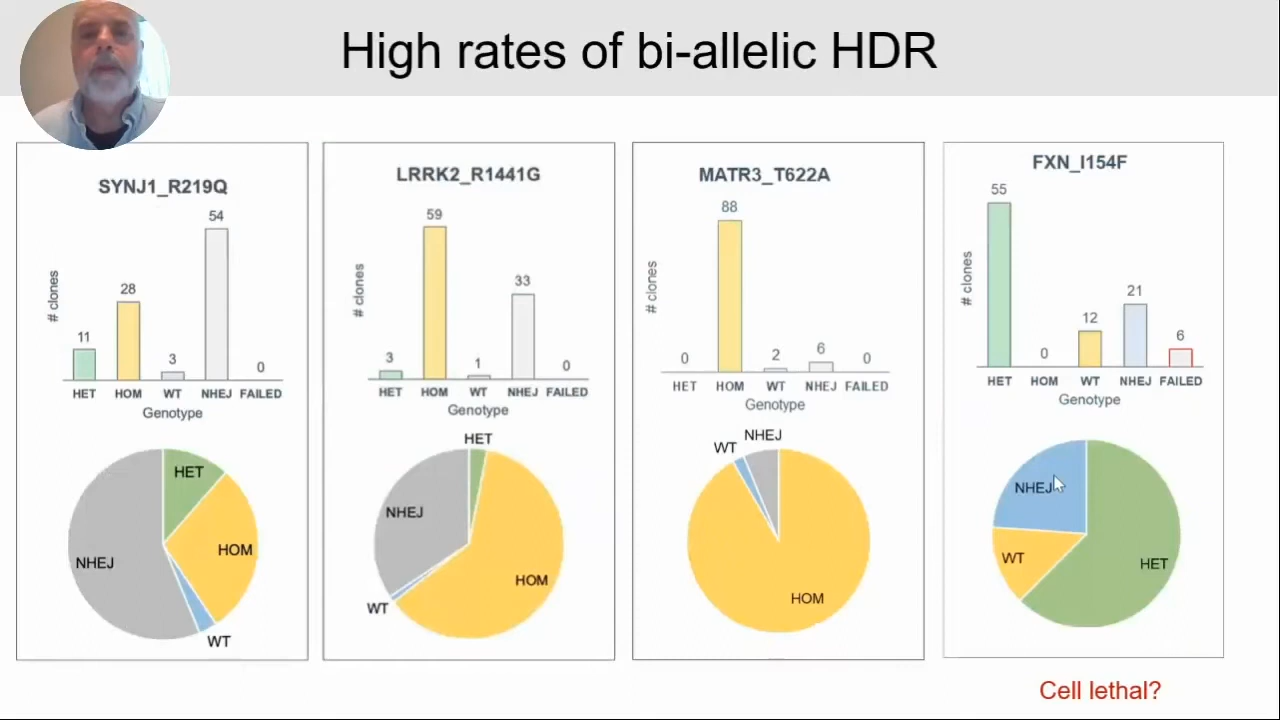 High rates of bi-allelic HDR
SYNJ1_R219Q
# clones
11
28
3
54
0
HET HOM WT NHEJ FAILED
Genotype
HET
HOM
WT
NHEJ
LRRK2_R1441G
# clones
3
59
1
33
0
HET HOM WT NHEJ FAILED
Genotype
HET
HOM
WT
NHEJ
MATR3_T622A
# clones
0
88
2
6
0
HET HOM WT NHEJ FAILED
Genotype
WT
NHEJ
HOM
FXN_I154F
# clones
55
0
12
21
6
HET HOM WT NHEJ FAILED
Genotype
NHEJ
WT
HET
Cell lethal?